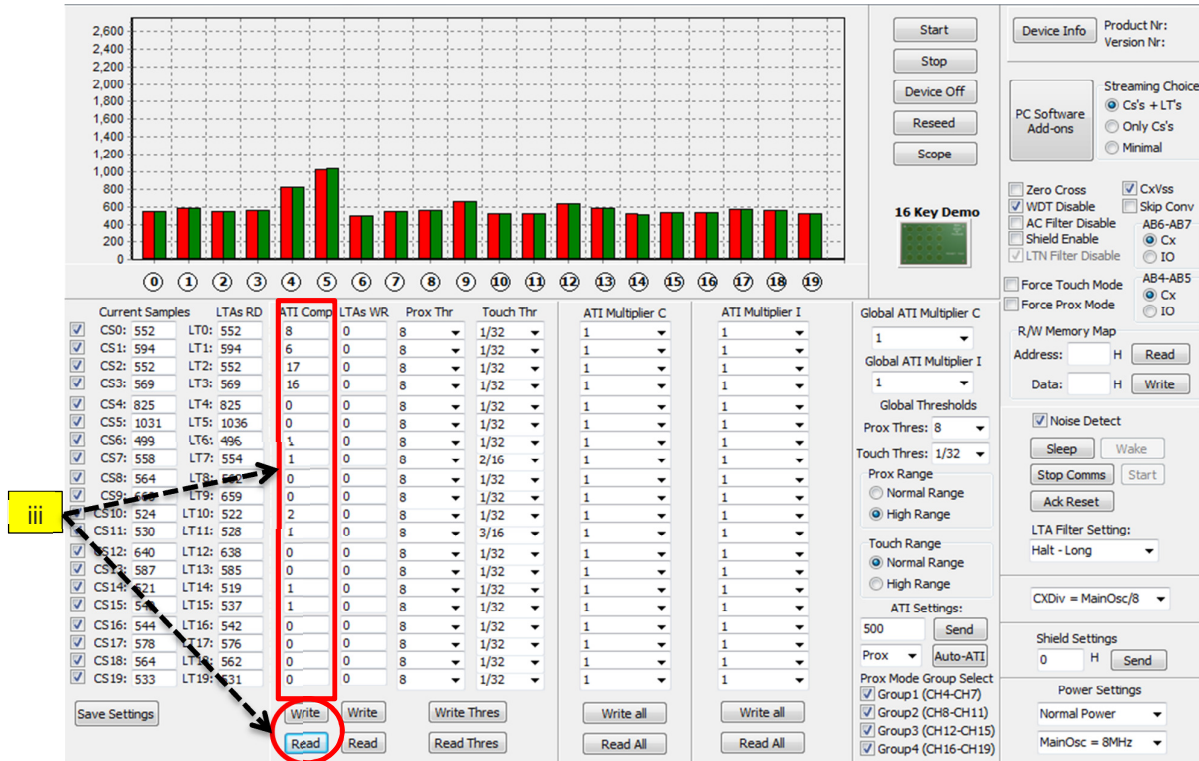 2,600
2,400
2,200
2,000
1,800
1,600
1,400
1,200
1,000
800
600
400
200
0
0 1 2 3 4 5 6 7 8 9 10 11 12 13 14 15 16 17 18 19
Start
Stop
Device Off
Reseed
Scope
16 Key Demo
Device Info
Product Nr:
Version Nr:
PC Software
Add-ons
Streaming Choice
Cs's + LT's
Only Cs's
Minimal
Zero Cross
CxVss
WDT Disable
Skip Conv
AC Filter Disable
Shield Enable
LTN Filter Disable
AB6-AB7
Cx
IO
Force Touch Mode
Force Prox Mode
AB4-AB5
Cx
IO
R/W Memory Map
Address: H Read
Data: H Write
Noise Detect
Sleep Wake
Stop Comms Start
Ack Reset
LTA Filter Setting:
Halt - Long
CXDiv = MainOsc/8
Shield Settings
0 H Send
Power Settings
Normal Power
MainOsc = 8MHz
Current Samples LTAs RD ATI Comp LTAs WR Prox Thr Touch Thr ATI Multiplier C ATI Multiplier I
CS0: 552 LT0: 552 8 0 8 1/32 1 1
CS1: 594 LT1: 594 6 0 8 1/32 1 1
CS2: 552 LT2: 552 17 0 8 1/32 1 1
CS3: 569 LT3: 569 16 0 8 1/32 1 1
CS4: 825 LT4: 825 0 0 8 1/32 1 1
CS5: 1031 LT5: 1036 0 0 8 1/32 1 1
CS6: 499 LT6: 496 1 0 8 1/32 1 1
CS7: 558 LT7: 554 1 0 8 2/16 1 1
CS8: 564 LT8: 0 0 8 1/32 1 1
CS9: LT9: 659 0 0 8 1/32 1 1
CS10: 524 LT10: 522 2 0 8 1/32 1 1
CS11: 530 LT11: 528 1 0 8 3/16 1 1
CS12: 640 LT12: 638 0 0 8 1/32 1 1
CS13: 587 LT13: 585 0 0 8 1/32 1 1
CS14: 521 LT14: 519 1 0 8 1/32 1 1
CS15: LT15: 537 1 0 8 1/32 1 1
CS16: 544 LT16: 542 0 0 8 1/32 1 1
CS17: 578 LT17: 576 0 0 8 1/32 1 1
CS18: 564 LT18: 562 0 0 8 1/32 1 1
CS19: 533 LT19: 531 0 0 8 1/32 1 1
iii
Save Settings
Write Write Write Thres Write all Write all
Read Read Read Thres Read All Read All
Global ATI Multiplier C
1
Global ATI Multiplier I
1
Global Thresholds
Prox Thres: 8
Touch Thres: 1/32
Prox Range
Normal Range
High Range
Touch Range
Normal Range
High Range
ATI Settings:
500 Send
Prox Auto-ATI
Prox Mode Group Select
Group1 (CH4-CH7)
Group2 (CH8-CH11)
Group3 (CH12-CH15)
Group4 (CH16-CH19)